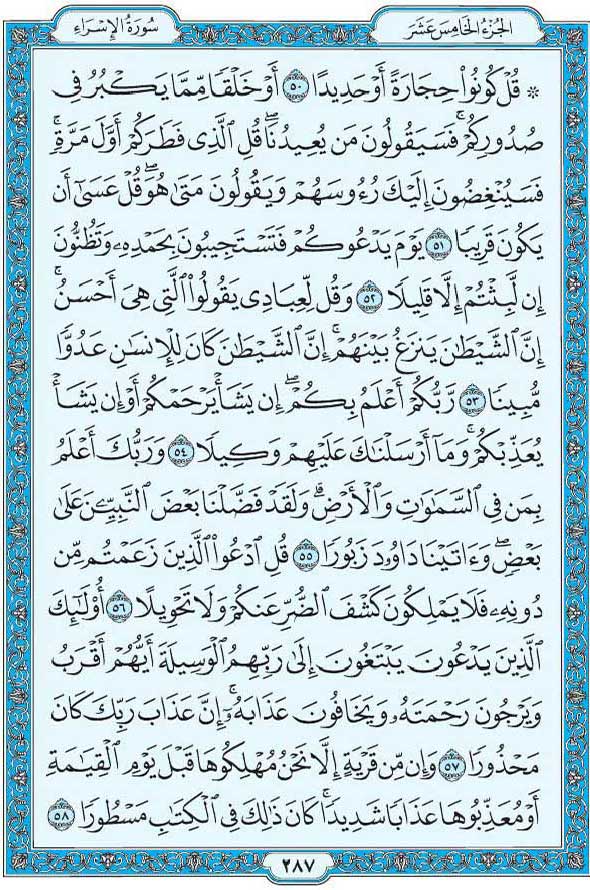 سُورَةُ الإِسْرَاءِ
الجُزْءُ الخَامِسَ عَشَرَ
۞ قُلْ كُونُوا۟ حِجَارَةً أَوْ حَدِيدًا ٥٠ أَوْ خَلْقًا مِّمَّا يَكْبُرُ فِى
صُدُورِكُمْ ۚ فَسَيَقُولُونَ مَن يُعِيدُنَا ۖ قُلِ ٱلَّذِى فَطَرَكُمْ أَوَّلَ مَرَّةٍ ۚ
فَسَيُنْغِضُونَ إِلَيْكَ رُءُوسَهُمْ وَيَقُولُونَ مَتَىٰ هُوَ ۖ قُلْ عَسَىٰٓ أَن
يَكُونَ قَرِيبًا ٥١ يَوْمَ يَدْعُوكُمْ فَتَسْتَجِيبُونَ بِحَمْدِهِۦ وَتَظُنُّونَ
إِن لَّبِثْتُمْ إِلَّا قَلِيلًا ٥٢ وَقُل لِّعِبَادِى يَقُولُوا۟ ٱلَّتِى هِىَ أَحْسَنُ ۚ
إِنَّ ٱلشَّيْطَٰنَ يَنزَغُ بَيْنَهُمْ ۚ إِنَّ ٱلشَّيْطَٰنَ كَانَ لِلْإِنسَٰنِ عَدُوًّا
مُّبِينًا ٥٣ رَّبُّكُمْ أَعْلَمُ بِكُمْ ۖ إِن يَشَأْ يَرْحَمْكُمْ أَوْ إِن يَشَأْ
يُعَذِّبْكُمْ ۚ وَمَآ أَرْسَلْنَٰكَ عَلَيْهِمْ وَكِيلًا ٥٤ وَرَبُّكَ أَعْلَمُ
بِمَن فِى ٱلسَّمَٰوَٰتِ وَٱلْأَرْضِ ۗ وَلَقَدْ فَضَّلْنَا بَعْضَ ٱلنَّبِيِّۦنَ عَلَىٰ
بَعْضٍ ۖ وَءَاتَيْنَا دَاوُۥدَ زَبُورًا ٥٥ قُلِ ٱدْعُوا۟ ٱلَّذِينَ زَعَمْتُم مِّن
دُونِهِۦ فَلَا يَمْلِكُونَ كَشْفَ ٱلضُّرِّ عَنكُمْ وَلَا تَحْوِيلًا ٥٦ أُو۟لَٰٓئِكَ
ٱلَّذِينَ يَدْعُونَ يَبْتَغُونَ إِلَىٰ رَبِّهِمُ ٱلْوَسِيلَةَ أَيُّهُمْ أَقْرَبُ
وَيَرْجُونَ رَحْمَتَهُۥ وَيَخَافُونَ عَذَابَهُۥٓ ۚ إِنَّ عَذَابَ رَبِّكَ كَانَ
مَحْذُورًا ٥٧ وَإِن مِّن قَرْيَةٍ إِلَّا نَحْنُ مُهْلِكُوهَا قَبْلَ يَوْمِ ٱلْقِيَٰمَةِ
أَوْ مُعَذِّبُوهَا عَذَابًا شَدِيدًا ۚ كَانَ ذَٰلِكَ فِى ٱلْكِتَٰبِ مَسْطُورًا ٥٨
٢٨٧